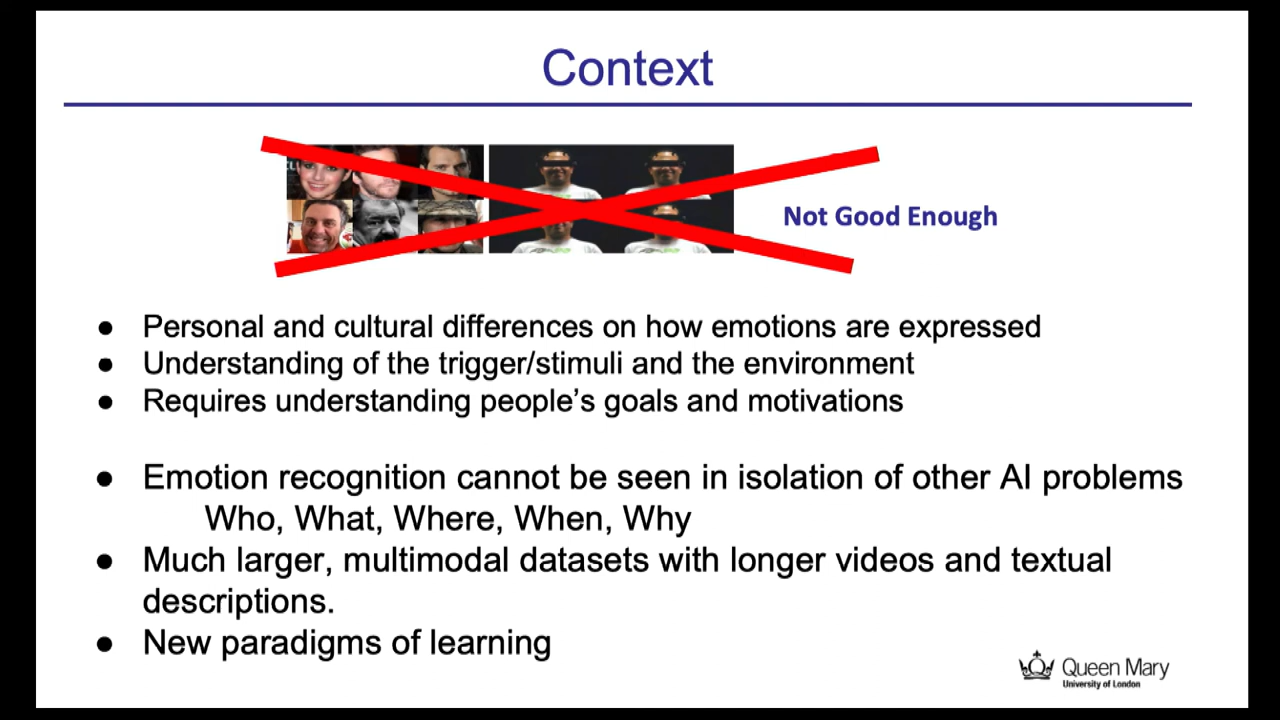 Context
Not Good Enough
● Personal and cultural differences on how emotions are expressed
● Understanding of the trigger/stimuli and the environment
● Requires understanding people’s goals and motivations
● Emotion recognition cannot be seen in isolation of other AI problems
Who, What, Where, When, Why
● Much larger, multimodal datasets with longer videos and textual
descriptions.
● New paradigms of learning
Queen Mary
University of London